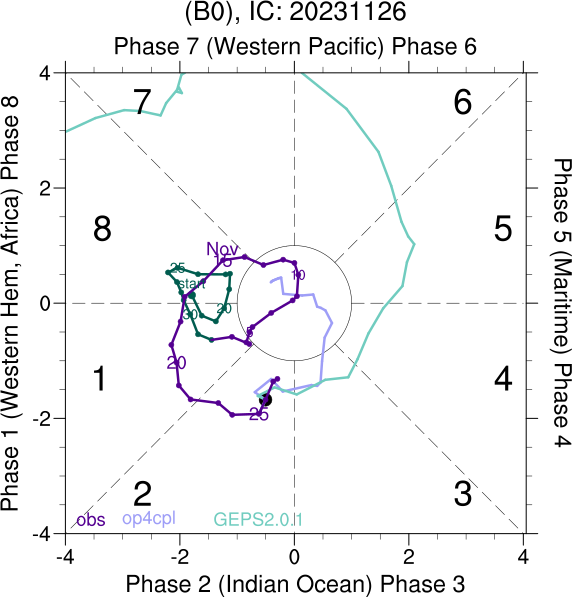 (B0), IC: 20231126
Phase 7 (Western Pacific) Phase 6
4
7
6
Phase 1 (Western Hem, Africa) Phase 8
Phase 5 (Maritime) Phase 4
2
8
Nov
5
15
25
start
10
0
20
30
5
20
1
4
-2
25
2
3
obs
op4cpl
GEPS2.0.1
-4
-4
-2
0
2
4
Phase 2 (Indian Ocean) Phase 3